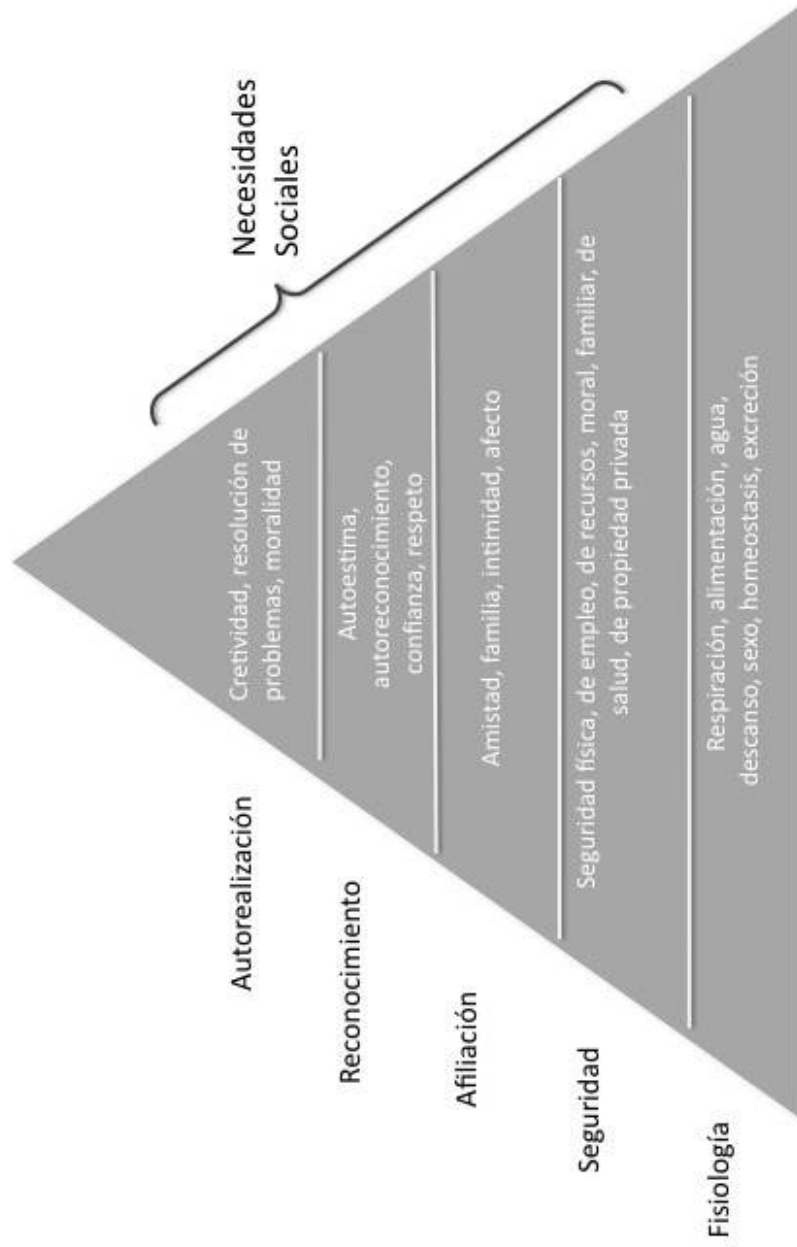 Necesidades
Sociales
Autorealización
Cretividad, resolución de
problemas, moralidad
Reconocimiento
Autoestima,
autoreconocimiento,
confianza, respeto
Afiliación
Amistad, familia, intimidad, afecto
Seguridad
Seguridad física, de empleo, de recursos, moral, familiar, de
salud, de propiedad privada
Fisiología
Respiración, alimentación, agua,
descanso, sexo, homeostasis, excreción